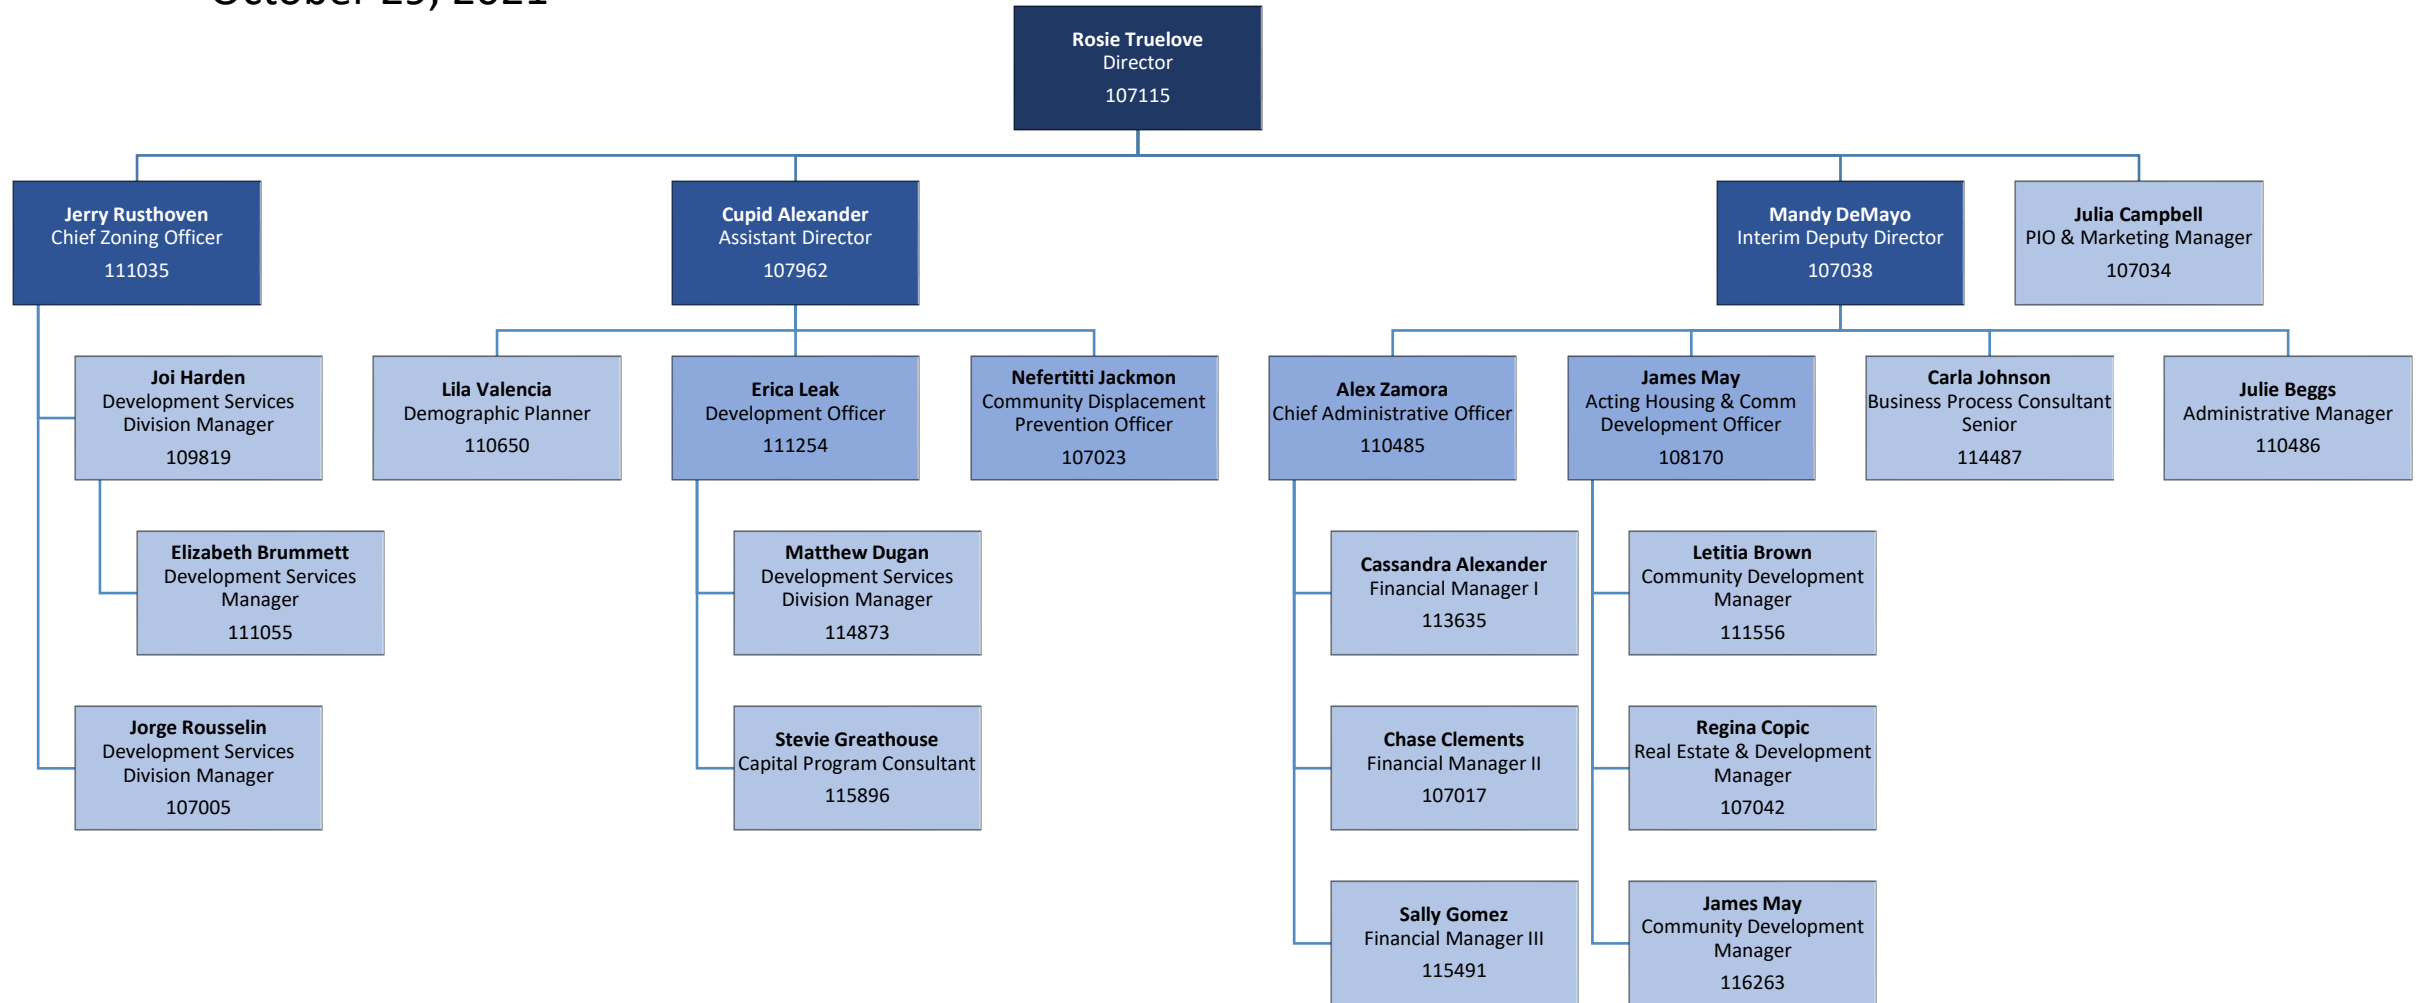 October 29, 2021
Rosie Truelove
Director
107115
Jerry Rusthoven
Chief Zoning Officer
111035
Cupid Alexander
Assistant Director
107962
Mandy DeMayo
Interim Deputy Director
107038
Julia Campbell
PIO & Marketing Manager
107034
Joi Harden
Development Services
Division Manager
109819
Lila Valencia
Demographic Planner
110650
Erica Leak
Development Officer
111254
Nefertitti Jackmon
Community Displacement
Prevention Officer
107023
Alex Zamora
Chief Administrative Officer
110485
James May
Acting Housing & Comm
Development Officer
108170
Carla Johnson
Business Process Consultant
Senior
114487
Julie Beggs
Administrative Manager
110486
Elizabeth Brummett
Development Services
Manager
111055
Matthew Dugan
Development Services
Division Manager
114873
Cassandra Alexander
Financial Manager I
113635
Letitia Brown
Community Development
Manager
111556
Jorge Rousselin
Development Services
Division Manager
107005
Stevie Greathouse
Capital Program Consultant
115896
Chase Clements
Financial Manager II
107017
Regina Copic
Real Estate & Development
Manager
107042
Sally Gomez
Financial Manager III
115491
James May
Community Development
Manager
116263